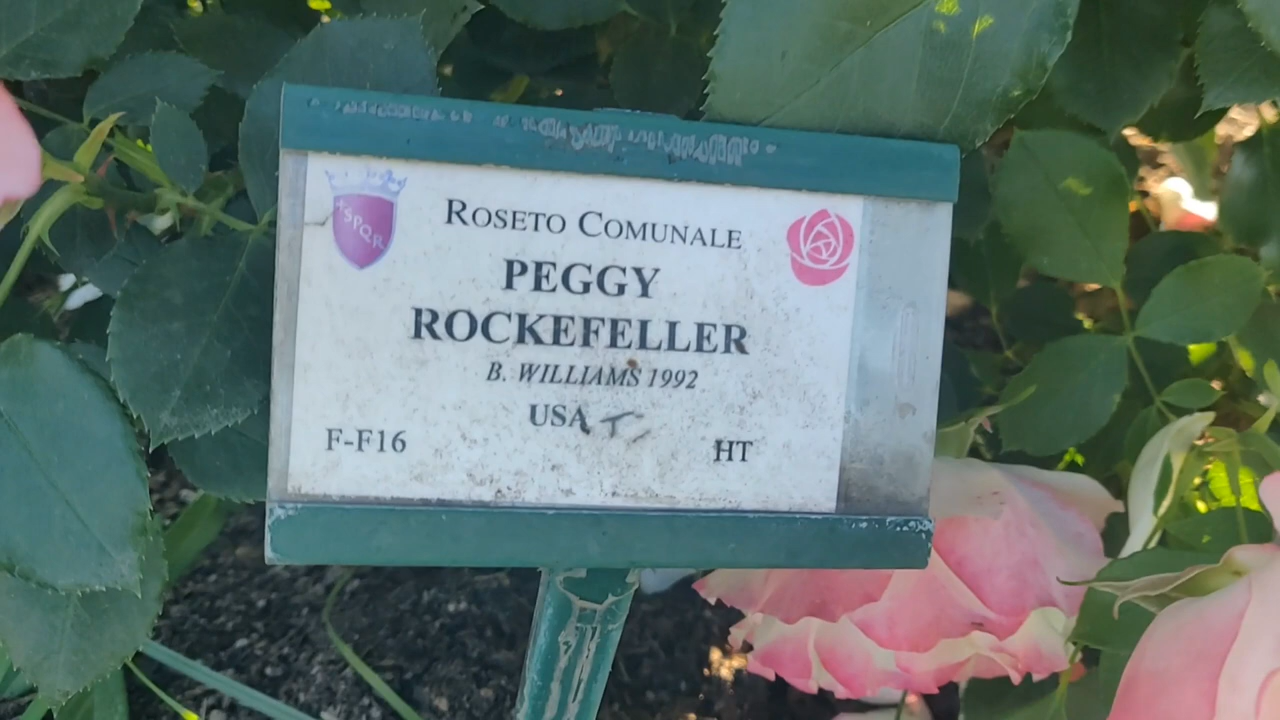 SPQR
ROSETO COMUNALE
PEGGY
ROCKEFELLER
B. WILLIAMS 1992
USA
F-F16
HT